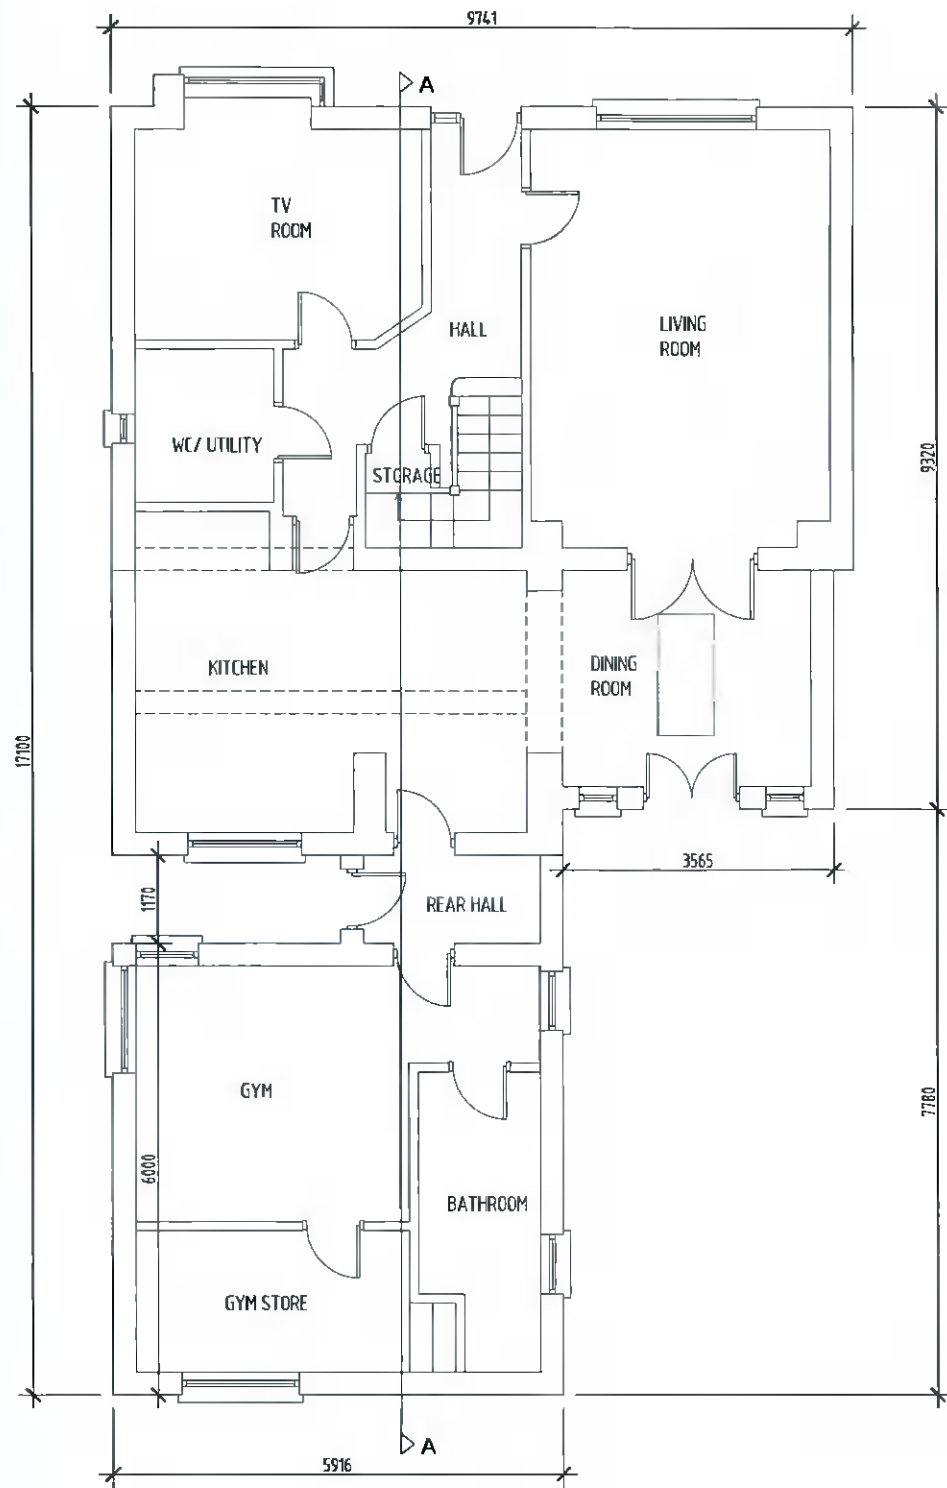 9741
A
TV
ROOM
HALL
LIVING
ROOM
WC/ UTILITY
STORAGE
9320
KITCHEN
DINING
ROOM
17100
3565
1170
REAR HALL
GYM
7780
6000
BATHROOM
GYM STORE
A
5916